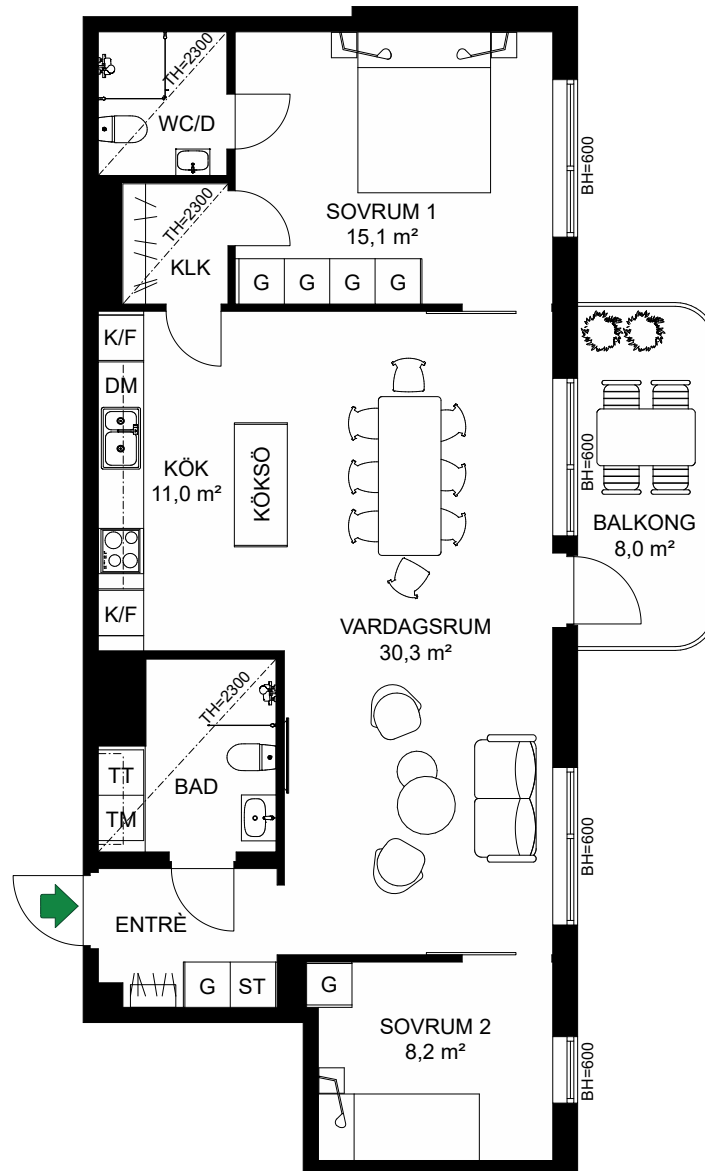 TH=2300
WC/D
BH=600
TH=2300
SOVRUM 1
15,1 m²
KLK
G G G G
K/F
DM
KÖK
11,0 m²
KÖKSÖ
BH=600
BALKONG
8,0 m²
K/F
VARDAGSRUM
30,3 m²
TH=2300
TT
BAD
TM
BH=600
ENTRÈ
G ST
G
SOVRUM 2
8,2 m²
BH=600